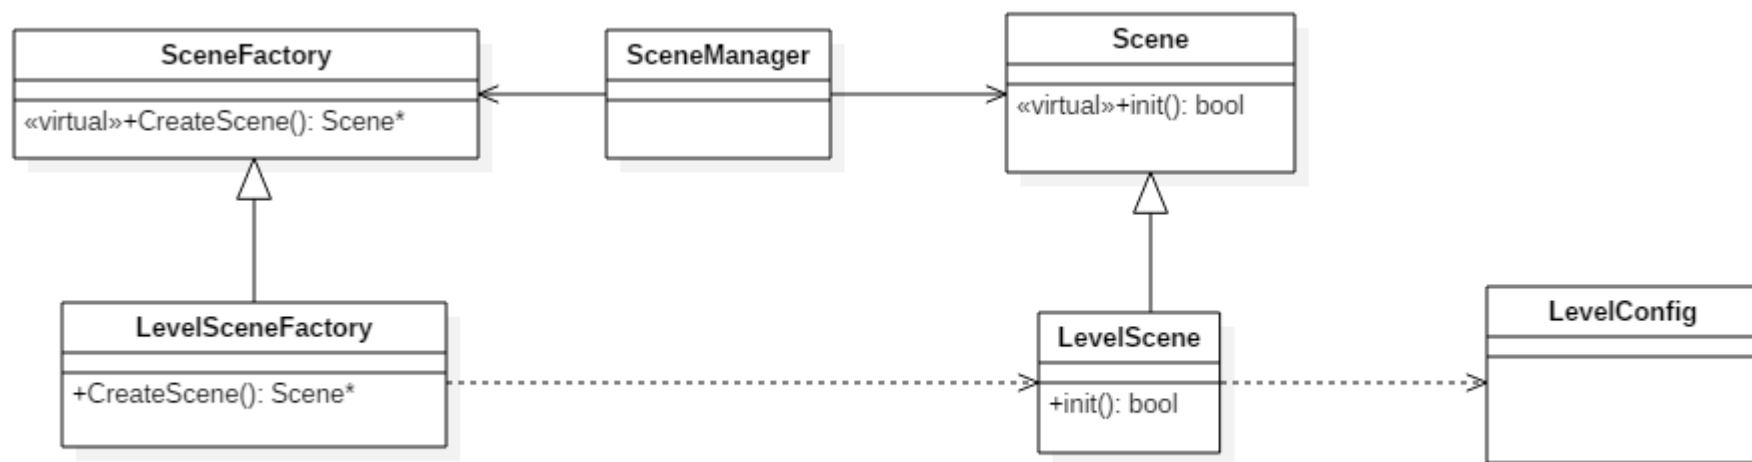 SceneFactory
«virtual»+CreateScene(): Scene*
SceneManager
Scene
«virtual»+init(): bool
LevelSceneFactory
+CreateScene(): Scene*
LevelScene
+init(): bool
LevelConfig